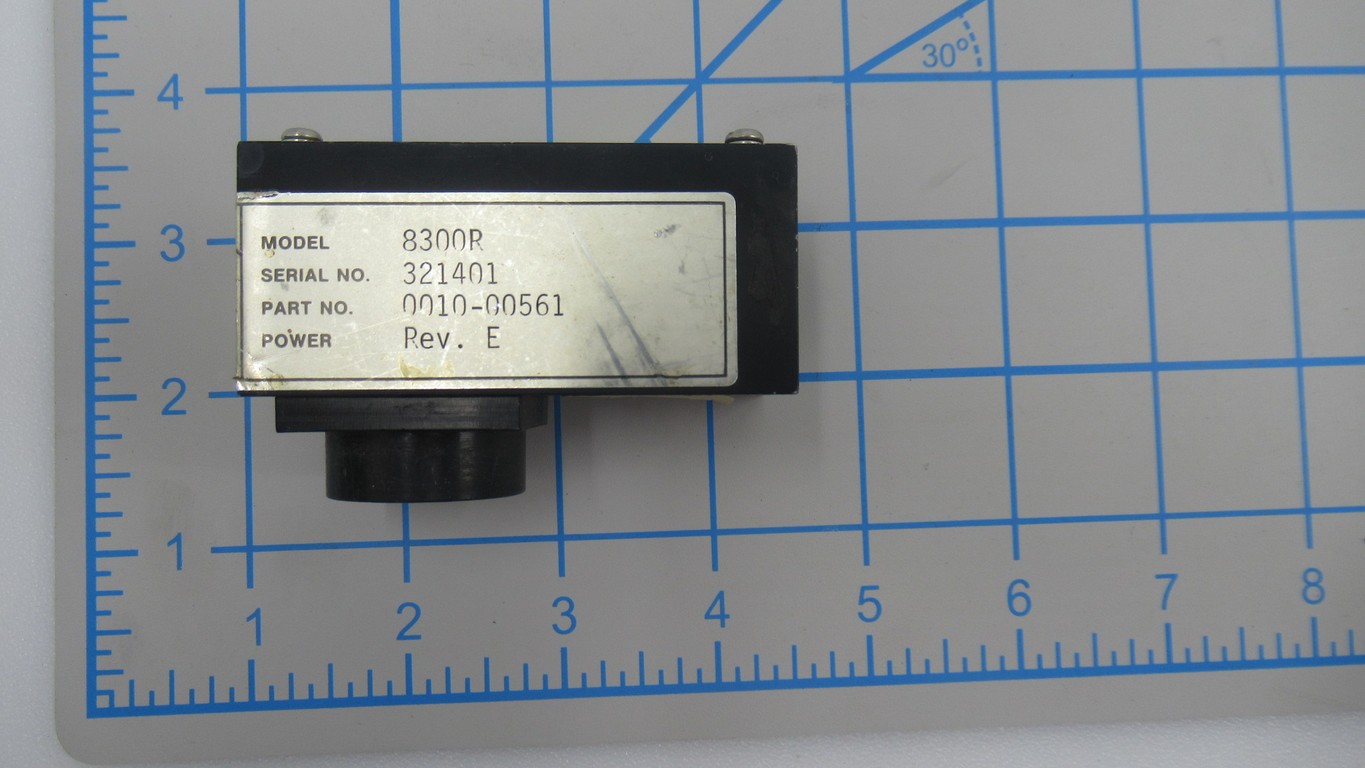 30°
4
3
2
1
MODEL 8300R
SERIAL NO. 321401
PART NO. 0010-00561
POWER Rev. E
1 2 3 4 5 6 7 8